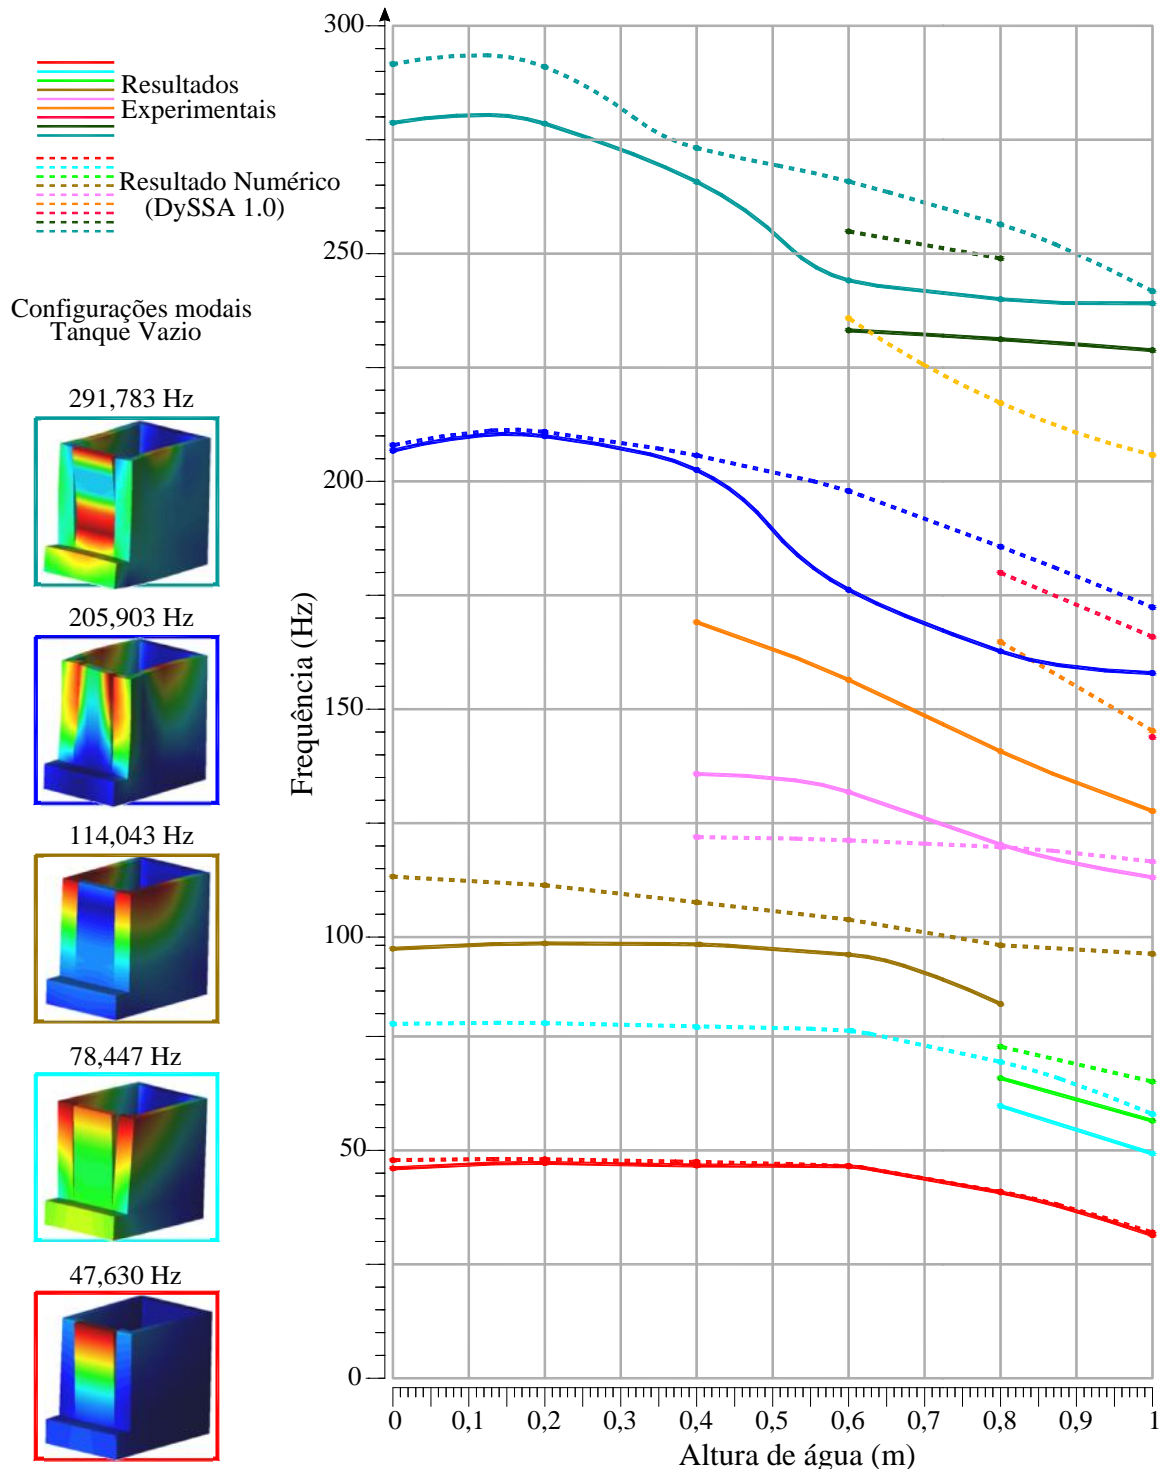 Resultados
Experimentais
Resultado Numérico
(DySSA 1.0)
Configurações modais
Tanque Vazio
291,783 Hz
205,903 Hz
114,043 Hz
78,447 Hz
47,630 Hz
Frequência (Hz)
300
250
200
150
100
50
0
0 0,1 0,2 0,3 0,4 0,5 0,6 0,7 0,8 0,9 1
Altura de água (m)